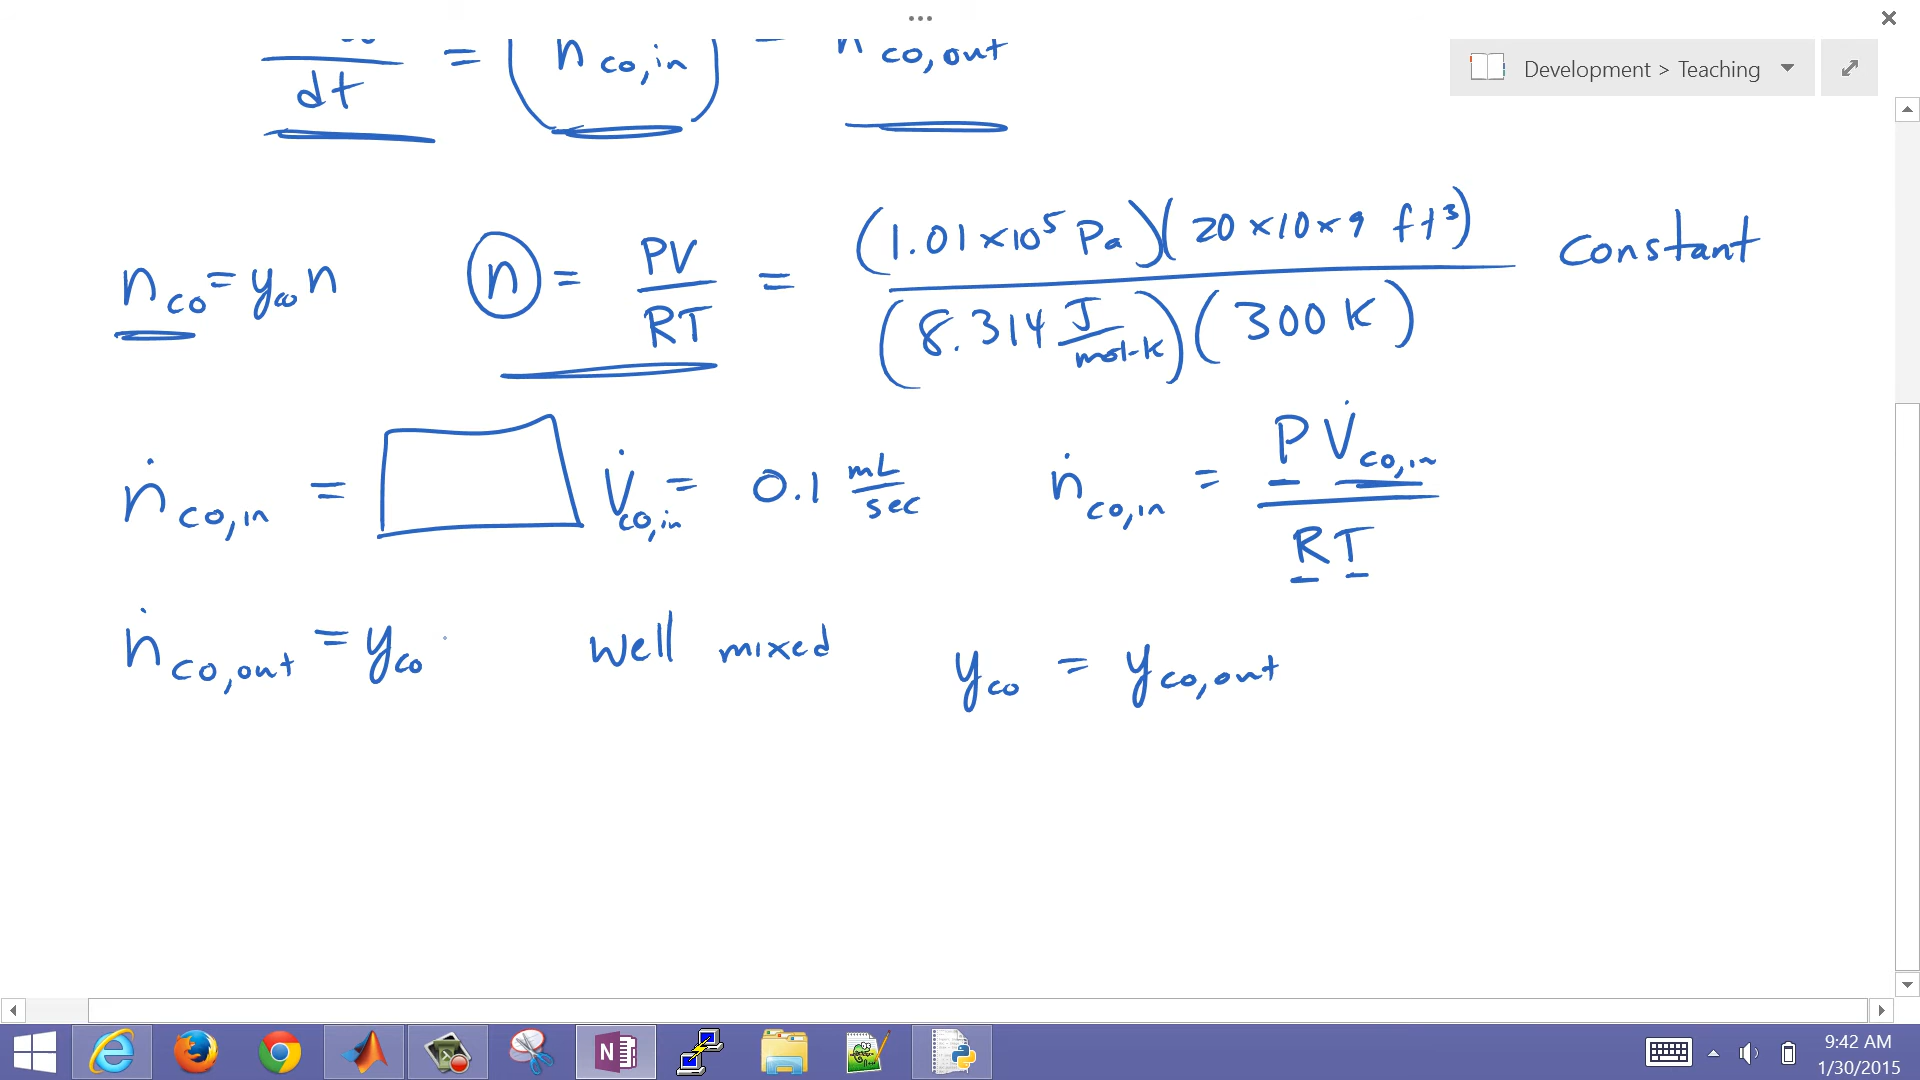 dt = ( n co,in ) - n co,out
Development > Teaching
n co = y co n
(n) = PV / RT = (1.01×10⁵ Pa)(20×10×9 ft³) / (8.314 J/mol-K)(300 K) constant
ṅ co,in = V̇ co,in = 0.1 mL/sec
ṅ co,in = P V̇ co,in / RT
ṅ co,out = y co
well mixed
y co = y co,out
9:42 AM
1/30/2015